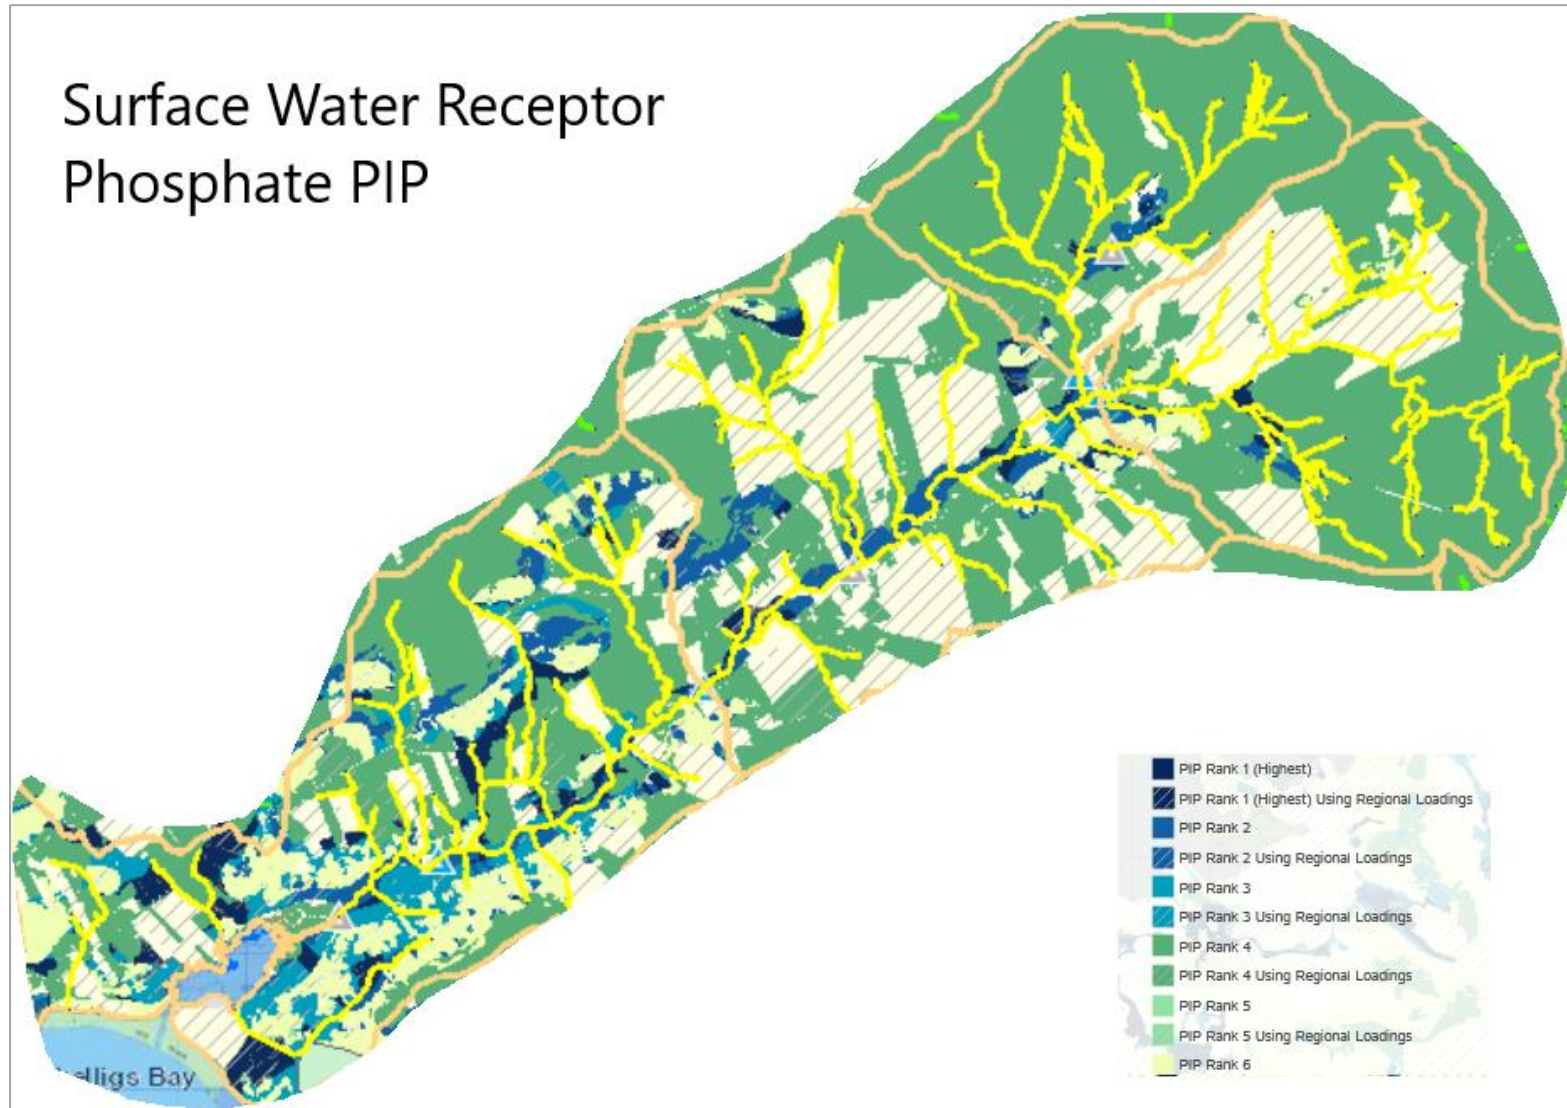 Surface Water Receptor
Phosphate PIP
PIP Rank 1 (Highest)
PIP Rank 1 (Highest) Using Regional Loadings
PIP Rank 2
PIP Rank 2 Using Regional Loadings
PIP Rank 3
PIP Rank 3 Using Regional Loadings
PIP Rank 4
PIP Rank 4 Using Regional Loadings
PIP Rank 5
PIP Rank 5 Using Regional Loadings
PIP Rank 6
elligs Bay